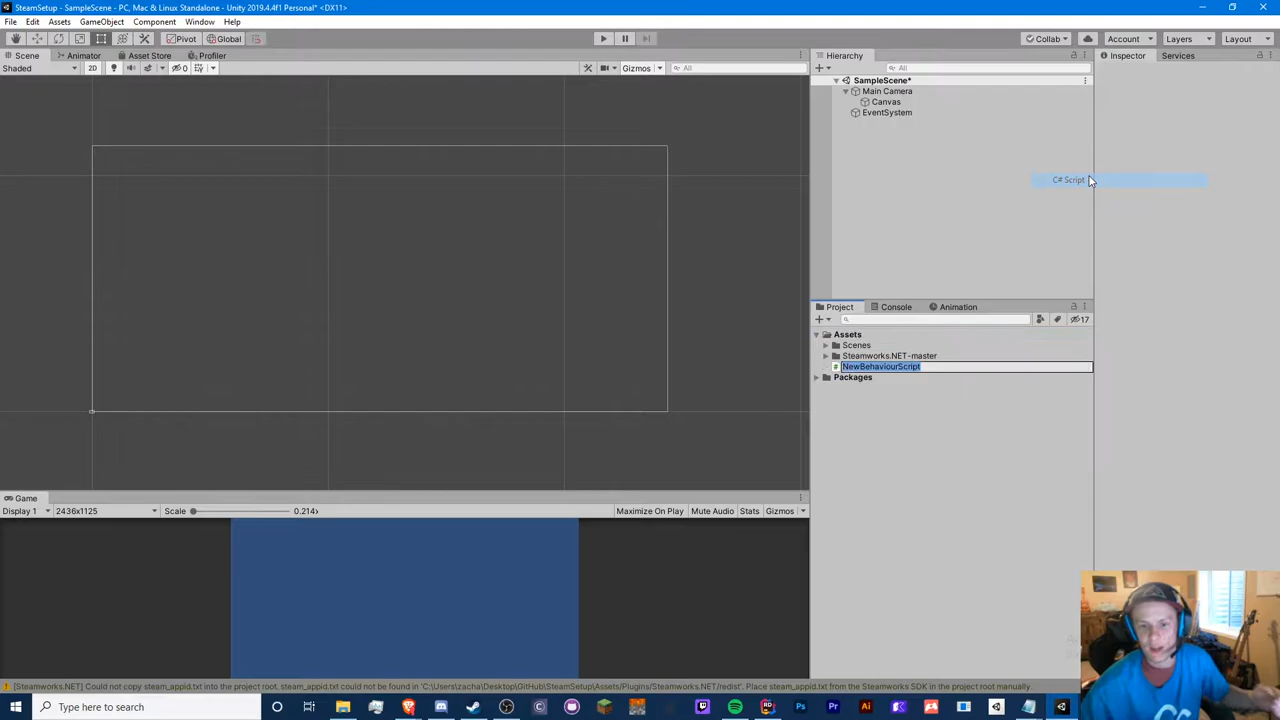 SteamSetup - SampleScene - PC, Mac & Linux Standalone - Unity 2019.4.4f1 Personal* <DX11>
File Edit Assets GameObject Component Window Help
Pivot Global Collab Account Layers Layout
Scene Animator Asset Store Profiler
Shaded 2D 0 Gizmos All
Hierarchy
All
SampleScene*
Main Camera
Canvas
EventSystem
C# Script
Inspector Services
Project Console Animation
17
Assets
Scenes
Steamworks.NET-master
NewBehaviourScript
Packages
Game
Display 1 2436x1125 Scale 0.214x Maximize On Play Mute Audio Stats Gizmos
[Steamworks.NET] Could not copy steam_appid.txt into the project root. steam_appid.txt could not be found in 'C:\Users\zacha\Desktop\GitHub\SteamSetup\Assets/Plugins/Steamworks.NET/redist'. Place steam_appid.txt from the Steamworks SDK in the project root manually.
Type here to search